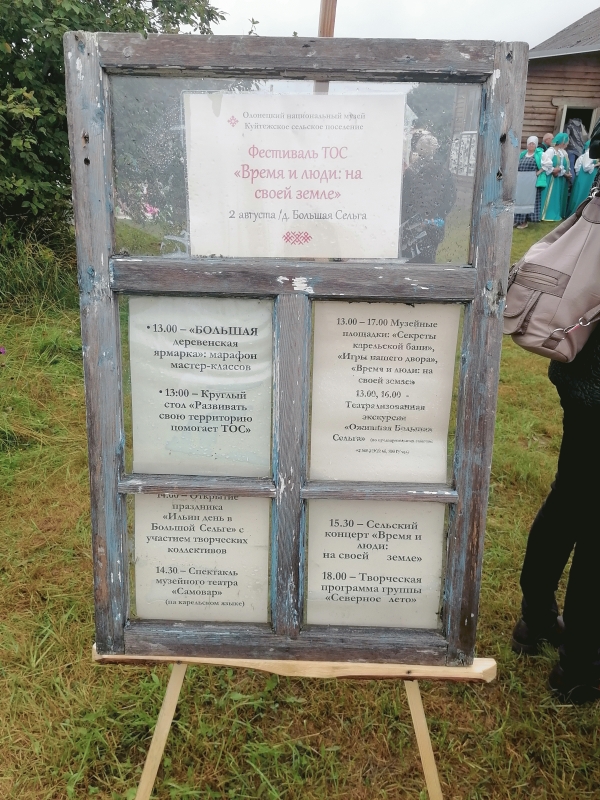 Олонецкий национальный музей
Куйтежское сельское поселение
Фестиваль ТОС
«Время и люди: на
своей земле»
2 августа /д. Большая Сельга
• 13.00 – «БОЛЬШАЯ
деревенская
ярмарка»: марафон
мастер-классов
• 13:00 – Круглый
стол «Развивать
свою территорию
помогает ТОС»
13.00 – 17.00 Музейные
площадки: «Секреты
карельской бани»,
«Игры нашего двора»,
«Время и люди: на
своей земле»
13.00, 16.00 -
Театрализованная
экскурсия
«Ожившая Большая
Сельга»
14.00 – Открытие
праздника
«Ильин день в
Большой Сельге» с
участием творческих
коллективов
14.30 – Спектакль
музейного театра
«Самовар»
(на карельском языке)
15.30 – Сельский
концерт «Время и
люди:
на своей земле»
18.00 – Творческая
программа группы
«Северное лето»